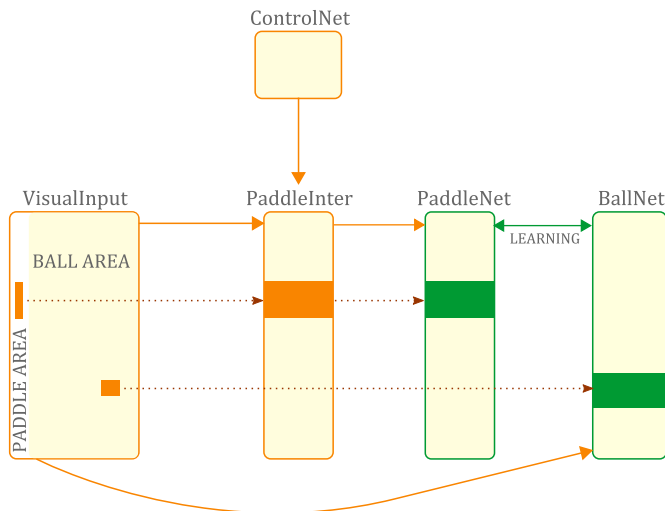 ControlNet
VisualInput
PaddleInter
PaddleNet
BallNet
LEARNING
BALL AREA
PADDLE AREA